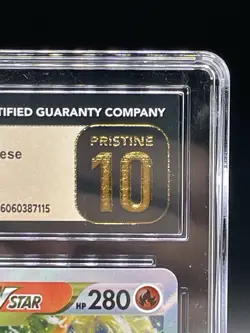 TIFIED GUARANTY COMPANY
PRISTINE
10
ese
6060387115
STAR
HP 280